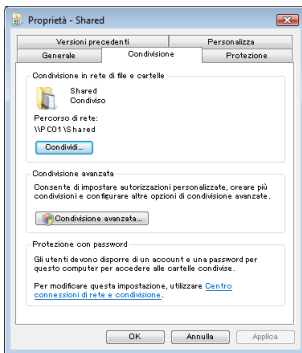 Proprietà - Shared
Versioni precedenti Personalizza
Generale Condivisione Protezione
Condivisione in rete di file e cartelle
Shared
Condiviso
Percorso di rete:
\\PC01\Shared
Condividi...
Condivisione avanzata
Consente di impostare autorizzazioni personalizzate, creare più
condivisioni e configurare altre opzioni di condivisione avanzate.
Condivisione avanzata...
Protezione con password
Gli utenti devono disporre di un account e una password per
questo computer per accedere alle cartelle condivise.
Per modificare questa impostazione, utilizzare Centro
connessioni di rete e condivisione.
OK Annulla Applica